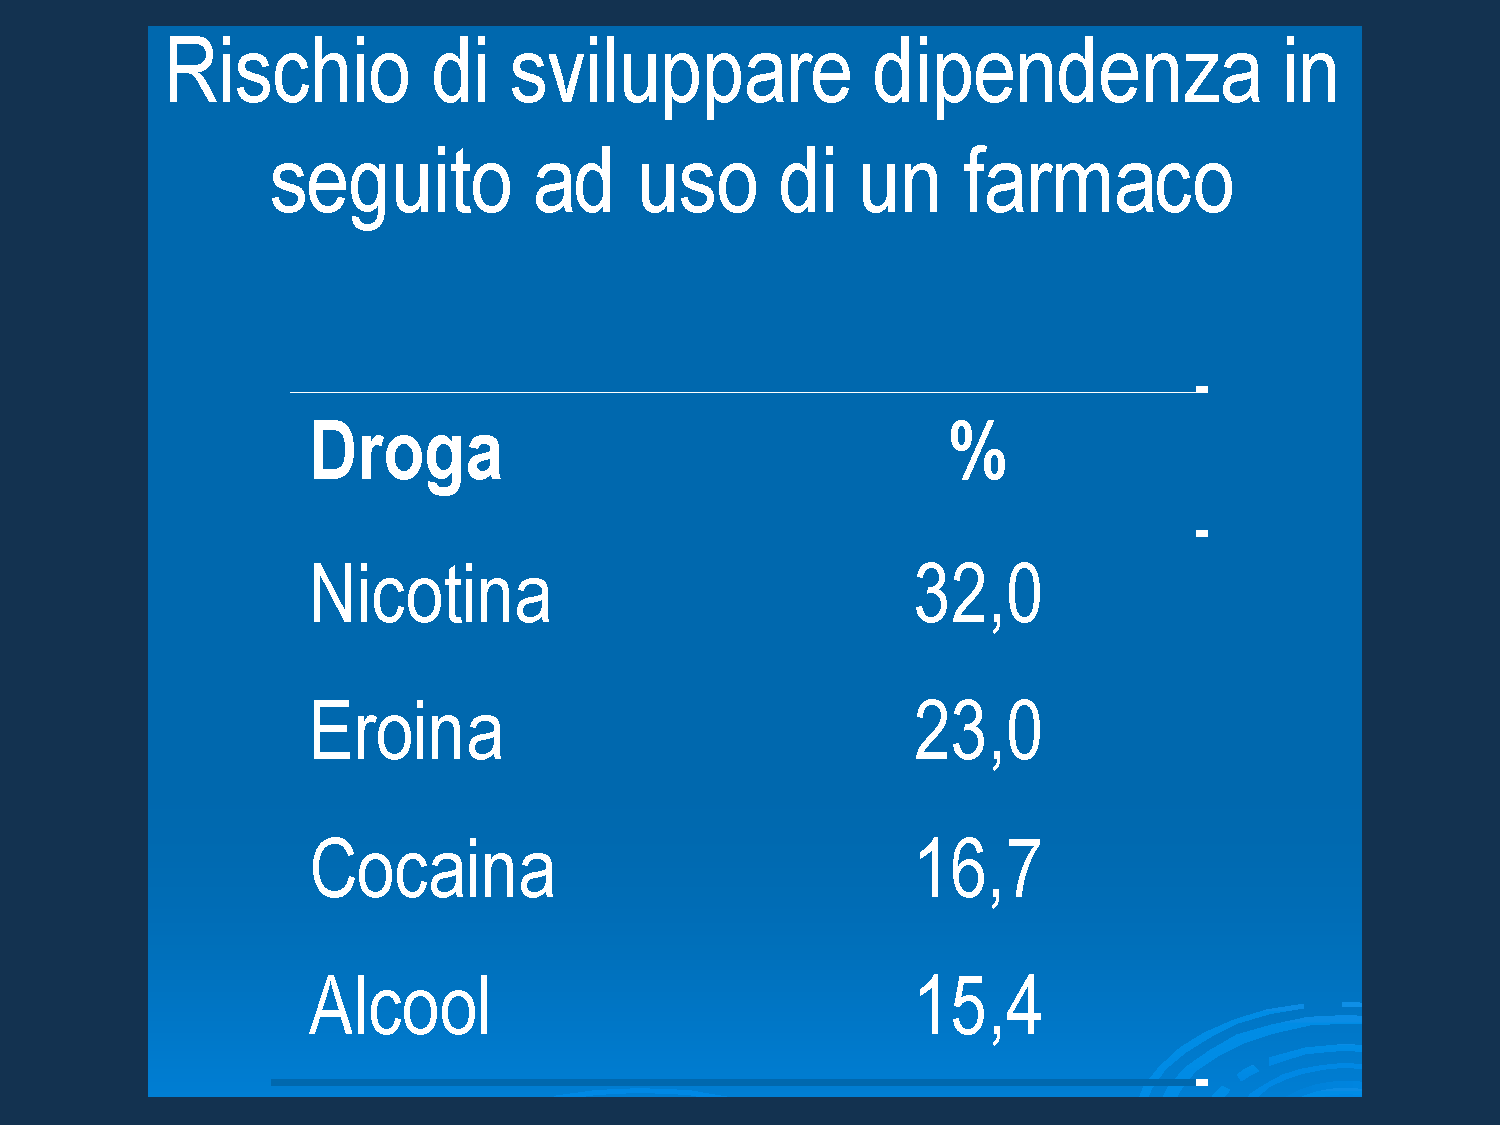 Rischio di sviluppare dipendenza in
seguito ad uso di un farmaco
Droga %
Nicotina 32,0
Eroina 23,0
Cocaina 16,7
Alcool 15,4